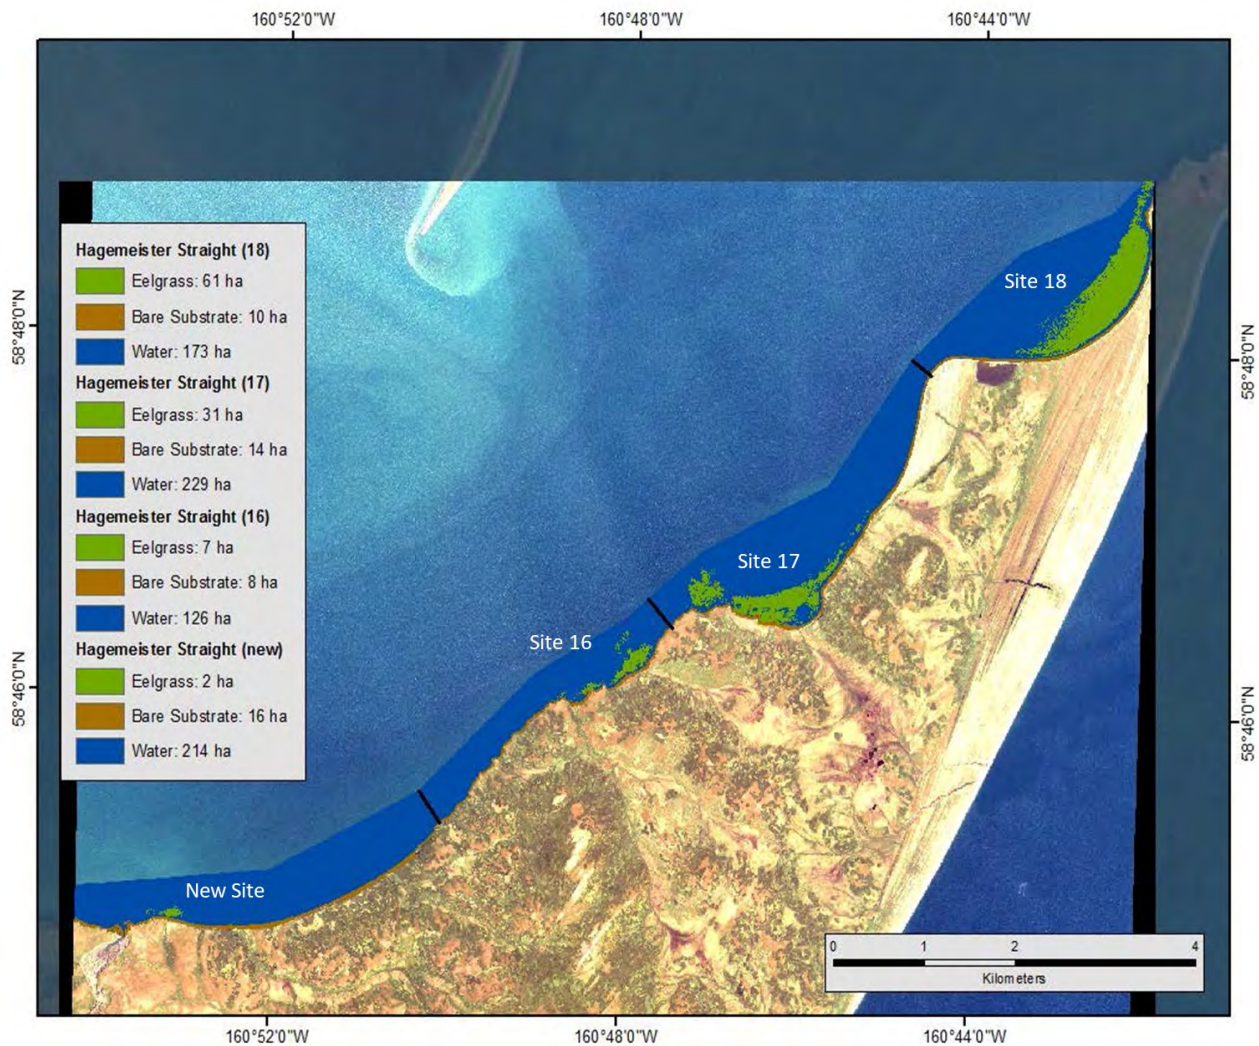 160°52'0"W 160°48'0"W 160°44'0"W
58°48'0"N
58°46'0"N
Hagemeister Straight (18)
Eelgrass: 61 ha
Bare Substrate: 10 ha
Water: 173 ha
Hagemeister Straight (17)
Eelgrass: 31 ha
Bare Substrate: 14 ha
Water: 229 ha
Hagemeister Straight (16)
Eelgrass: 7 ha
Bare Substrate: 8 ha
Water: 126 ha
Hagemeister Straight (new)
Eelgrass: 2 ha
Bare Substrate: 16 ha
Water: 214 ha
Site 18
Site 17
Site 16
New Site
58°48'0"N
58°46'0"N
0 1 2 4
Kilometers
160°52'0"W 160°48'0"W 160°44'0"W